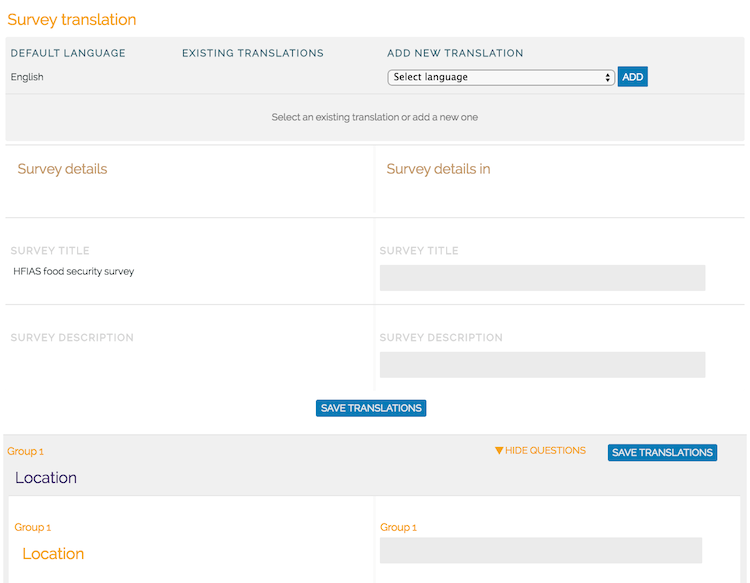 Survey translation
DEFAULT LANGUAGE EXISTING TRANSLATIONS ADD NEW TRANSLATION
English Select language ADD
Select an existing translation or add a new one
Survey details Survey details in
SURVEY TITLE SURVEY TITLE
HFIAS food security survey
SURVEY DESCRIPTION SURVEY DESCRIPTION
SAVE TRANSLATIONS
Group 1 ▼HIDE QUESTIONS SAVE TRANSLATIONS
Location
Group 1 Group 1
Location